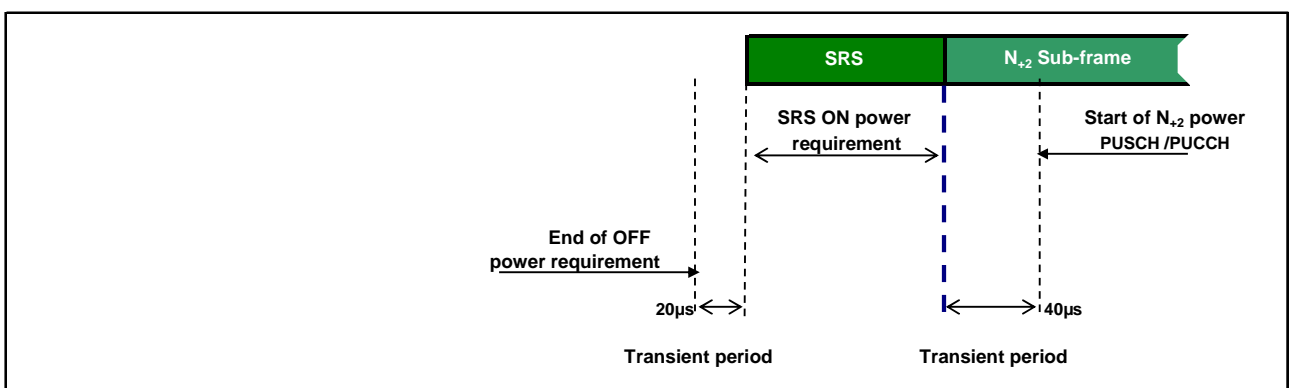 SRS
N+2 Sub-frame
SRS ON power
requirement
Start of N+2 power
PUSCH /PUCCH
End of OFF
power requirement
20µs
40µs
Transient period
Transient period